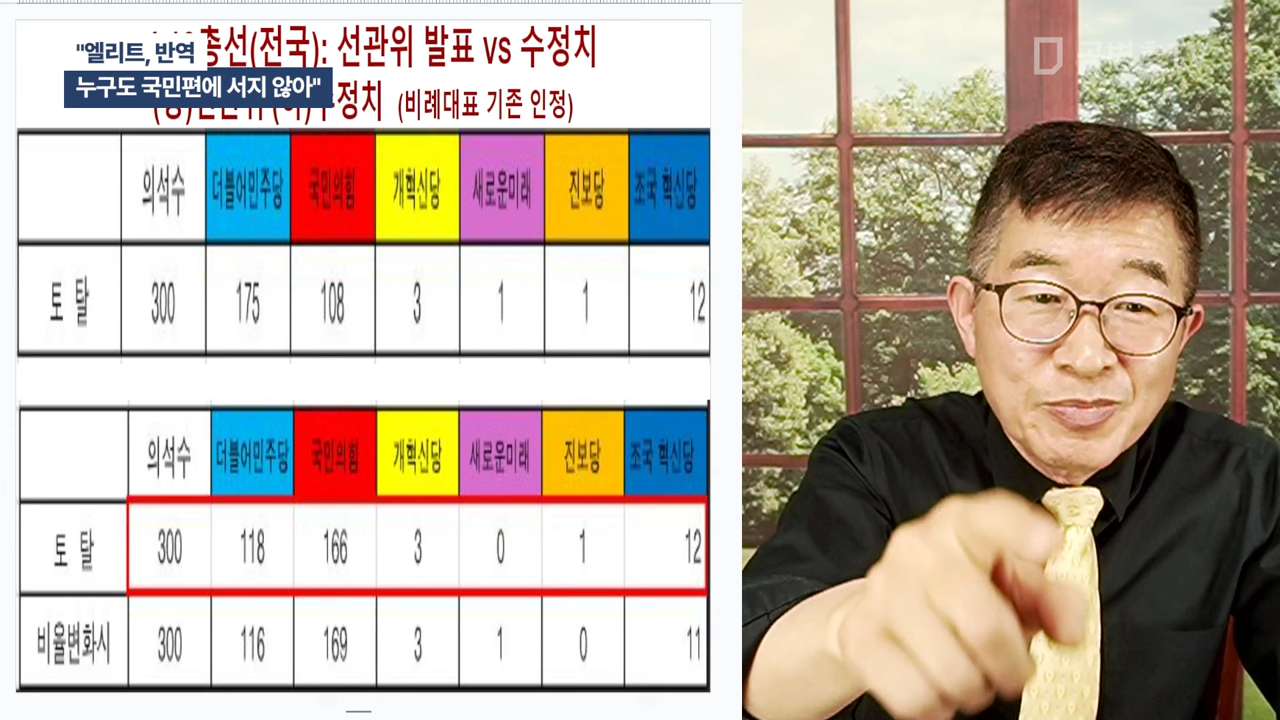 "엘리트, 반역
누구도 국민편에 서지 않아"
총선(전국): 선관위 발표 vs 수정치
수정치 (비례대표 기존 인정)
의석수 더불어민주당 국민의힘 개혁신당 새로운미래 진보당 조국 혁신당
토 탈 300 175 108 3 1 1 12
의석수 더불어민주당 국민의힘 개혁신당 새로운미래 진보당 조국 혁신당
토 탈 300 118 166 3 0 1 12
비율변화시 300 116 169 3 1 0 11